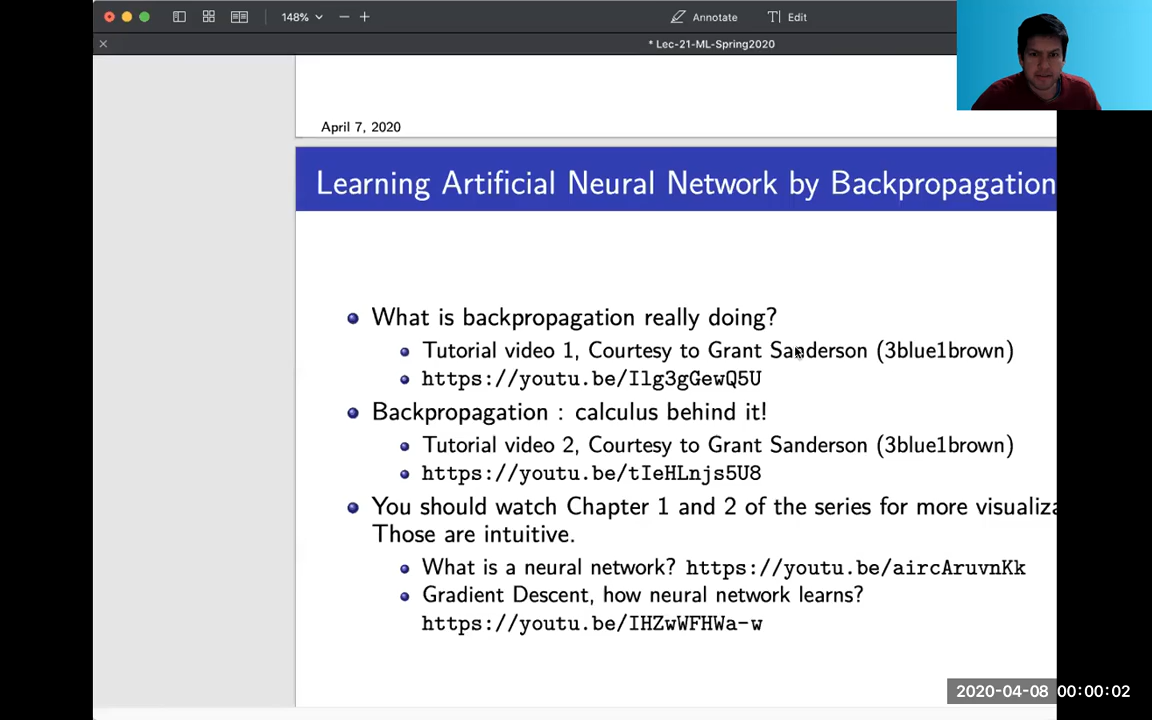 148%
Annotate
Edit
* Lec-21-ML-Spring2020
April 7, 2020
Learning Artificial Neural Network by Backpropagation
What is backpropagation really doing?
Tutorial video 1, Courtesy to Grant Sanderson (3blue1brown)
https://youtu.be/Ilg3gGewQ5U
Backpropagation : calculus behind it!
Tutorial video 2, Courtesy to Grant Sanderson (3blue1brown)
https://youtu.be/tIeHLnjs5U8
You should watch Chapter 1 and 2 of the series for more visualiza
Those are intuitive.
What is a neural network? https://youtu.be/aircAruvnKk
Gradient Descent, how neural network learns?
https://youtu.be/IHZwWFHWa-w
2020-04-08 00:00:02